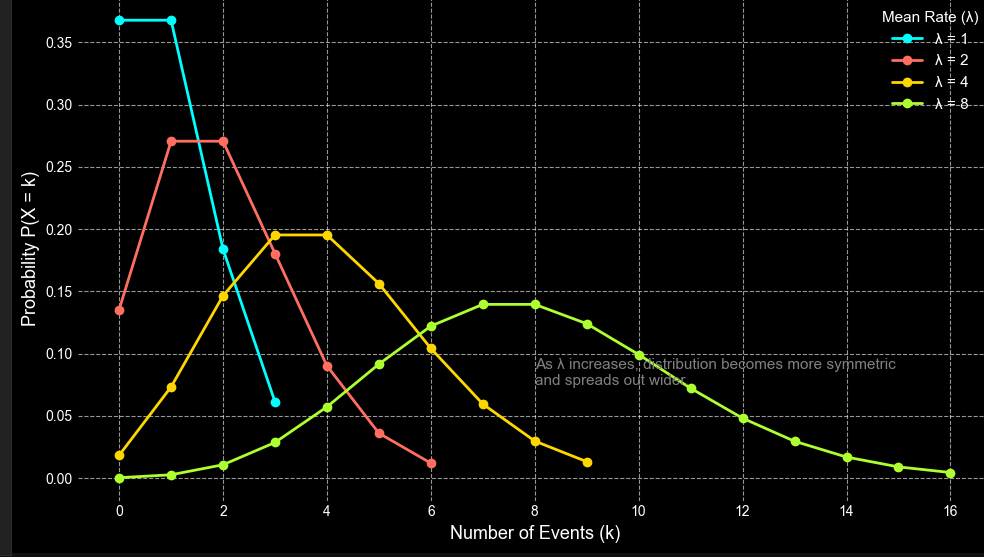 Mean Rate (λ)
λ = 1
λ = 2
λ = 4
λ = 8
Probability P(X = k)
0.35
0.30
0.25
0.20
0.15
0.10
0.05
0.00
As λ increases, distribution becomes more symmetric
and spreads out wider
0 2 4 6 8 10 12 14 16
Number of Events (k)